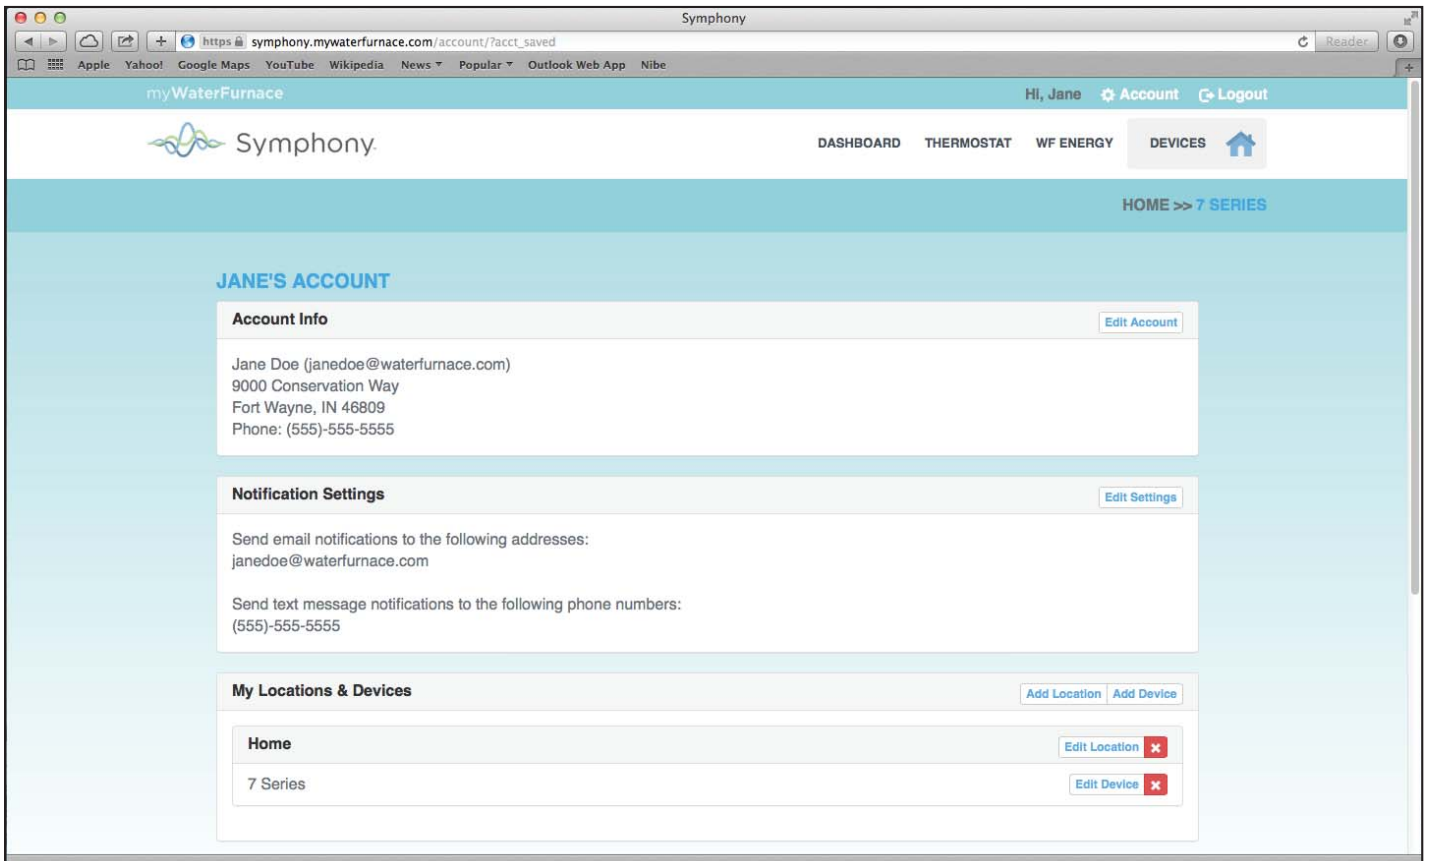 Symphony
https symphony.mywaterfurnace.com/account/?acct_saved
Reader
Apple Yahoo! Google Maps YouTube Wikipedia News Popular Outlook Web App Nibe
myWaterFurnace
Hi, Jane Account Logout
Symphony
DASHBOARD THERMOSTAT WF ENERGY DEVICES
HOME >> 7 SERIES
JANE'S ACCOUNT
Account Info
Edit Account
Jane Doe (janedoe@waterfurnace.com)
9000 Conservation Way
Fort Wayne, IN 46809
Phone: (555)-555-5555
Notification Settings
Edit Settings
Send email notifications to the following addresses:
janedoe@waterfurnace.com
Send text message notifications to the following phone numbers:
(555)-555-5555
My Locations & Devices
Add Location Add Device
Home
Edit Location
7 Series
Edit Device